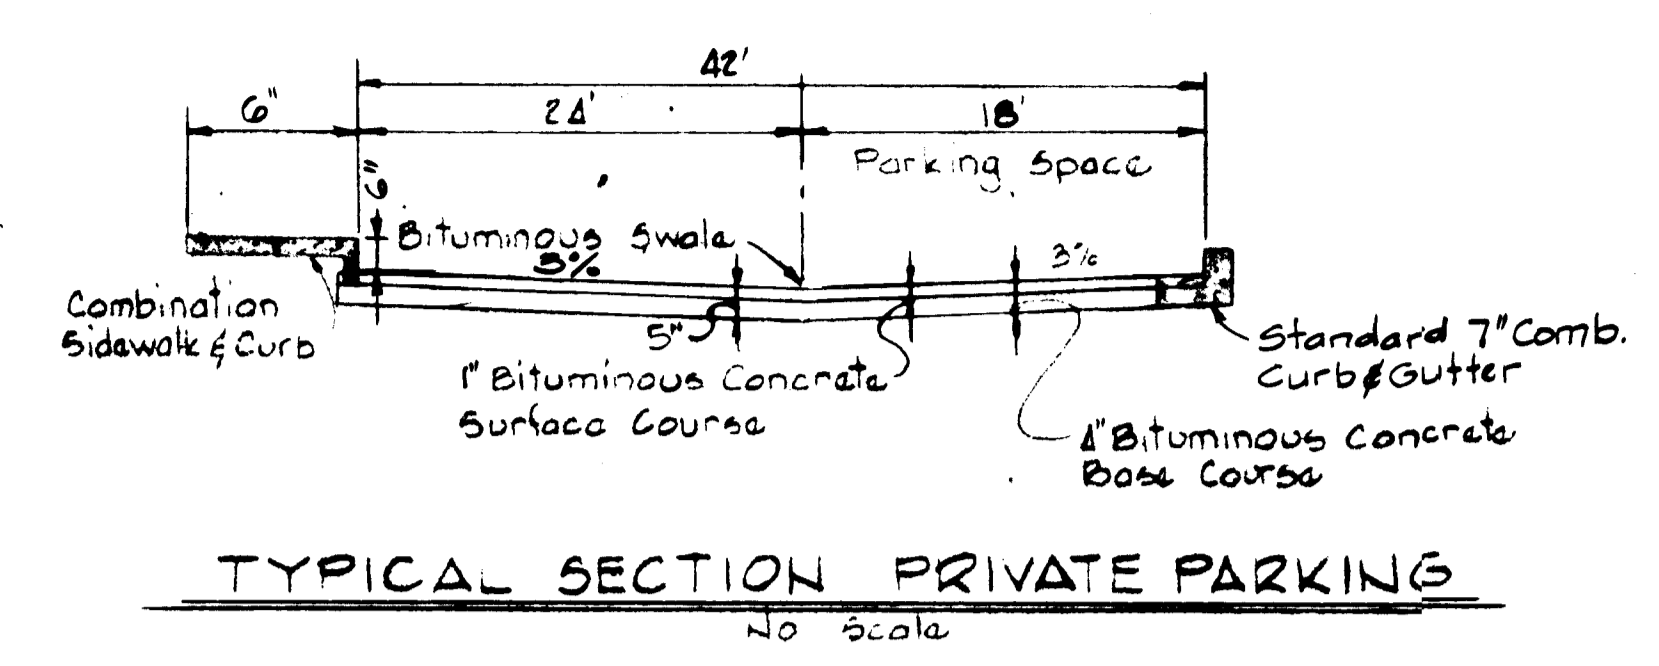 42'
6"
24'
18'
Parking Space
6"
Bituminous Swale
3%
3%
Combination
Sidewalk & Curb
5"
1" Bituminous Concrete
Surface Course
Standard 7" Comb.
Curb & Gutter
4" Bituminous Concrete
Base Course
TYPICAL SECTION PRIVATE PARKING
No Scale